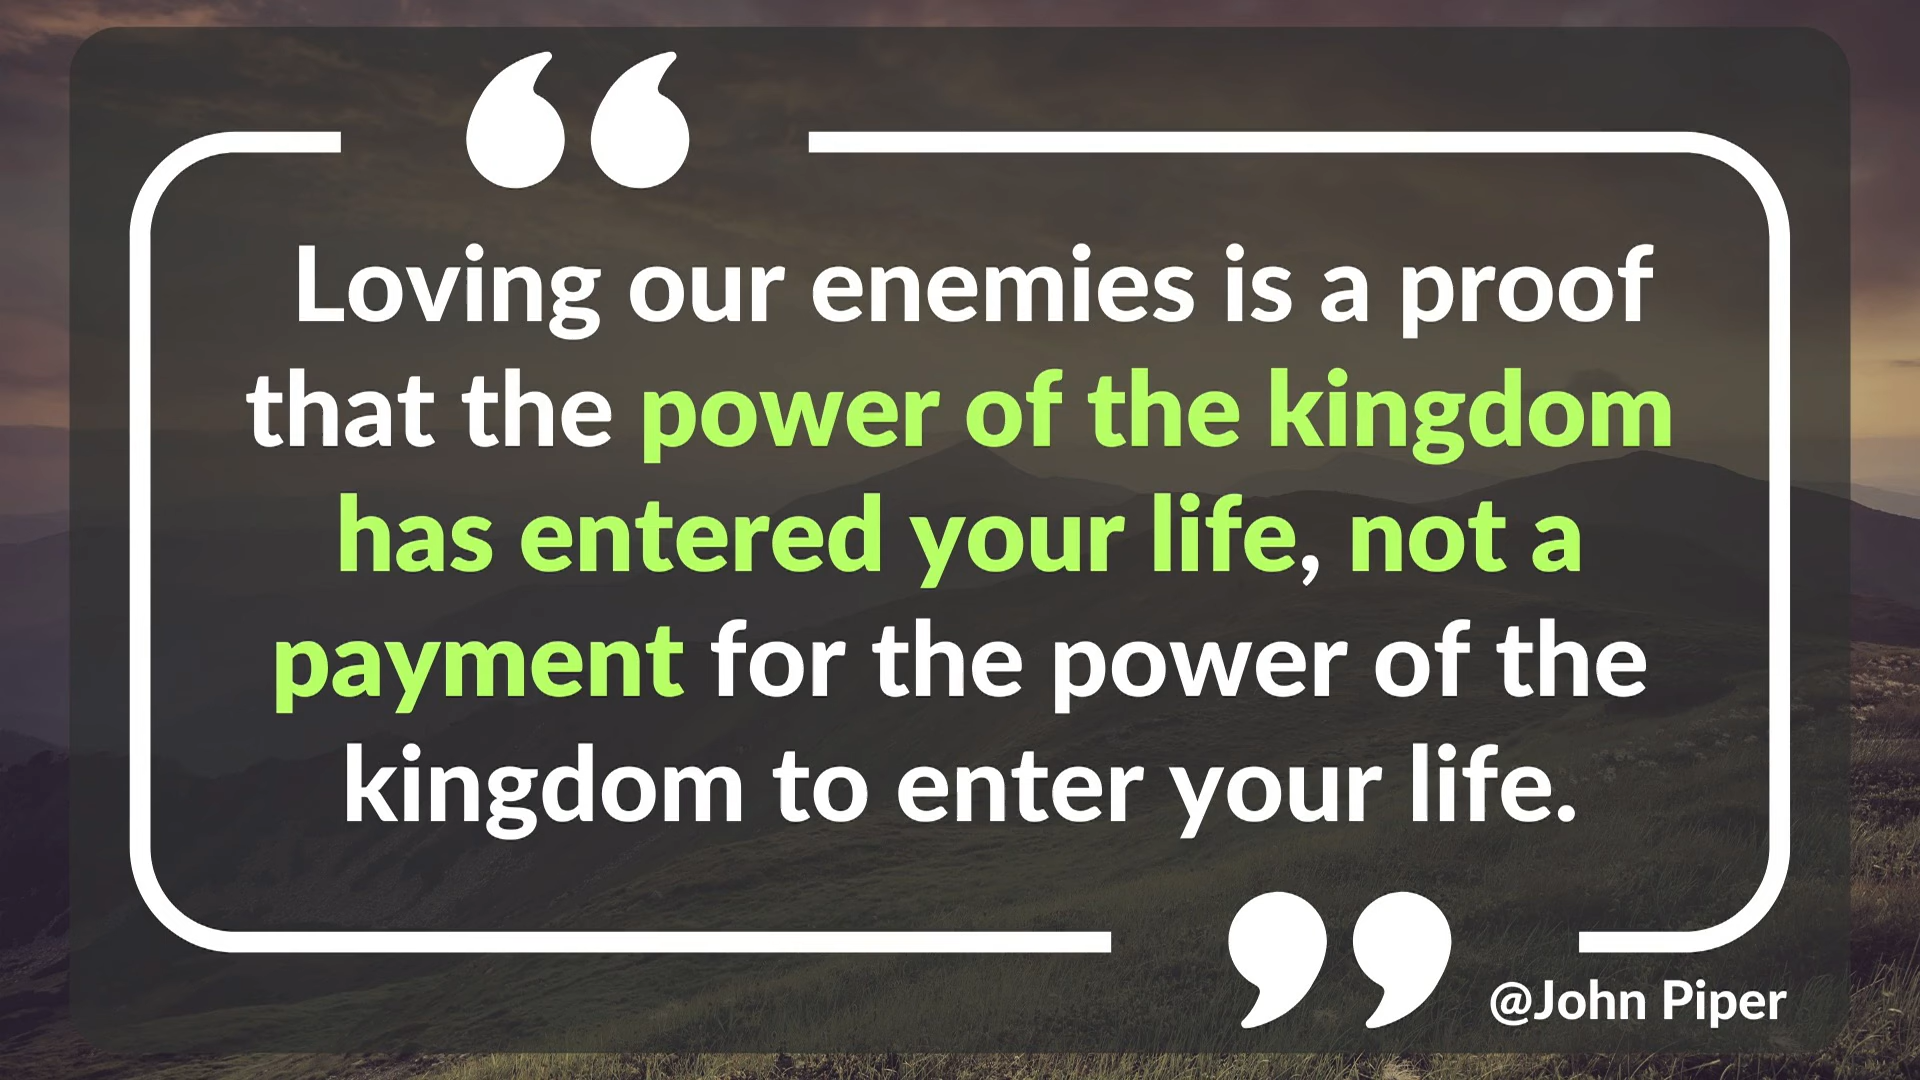 Loving our enemies is a proof
that the power of the kingdom
has entered your life, not a
payment for the power of the
kingdom to enter your life.
@John Piper